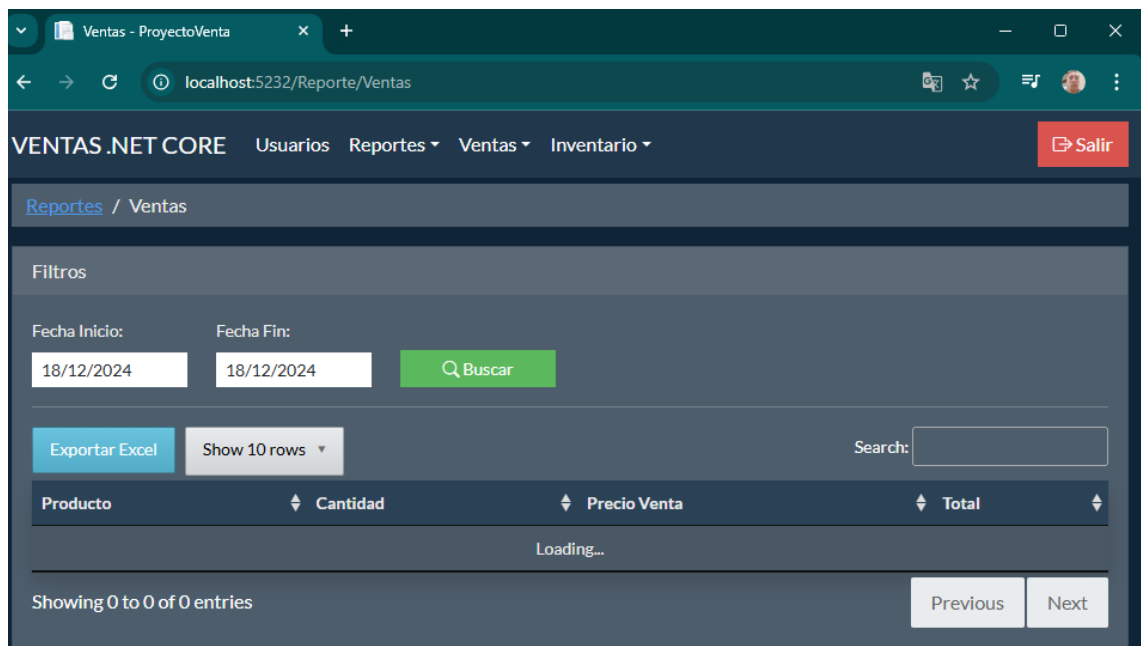 Ventas - ProyectoVenta
localhost:5232/Reporte/Ventas
VENTAS .NET CORE Usuarios Reportes Ventas Inventario Salir
Reportes / Ventas
Filtros
Fecha Inicio: Fecha Fin:
18/12/2024 18/12/2024 Buscar
Exportar Excel Show 10 rows Search:
Producto Cantidad Precio Venta Total
Loading...
Showing 0 to 0 of 0 entries Previous Next